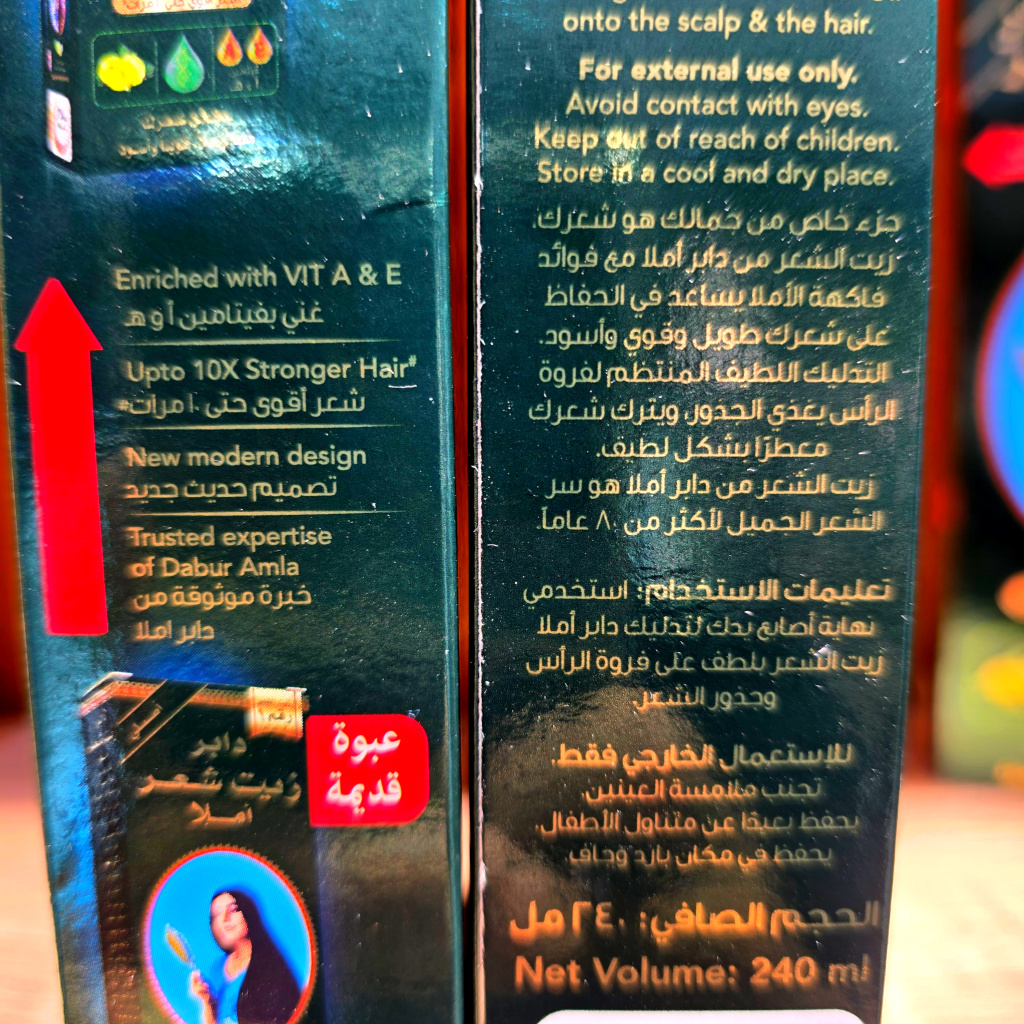 Enriched with VIT A & E
غني بفيتامين أ و هـ
Upto 10X Stronger Hair#
شعر أقوى حتى ١٠ مرات#
New modern design
تصميم حديث جديد
Trusted expertise
of Dabur Amla
خبرة موثوقة من
دابر املا
دابر
زيت شعر
املا
عبوة
قديمة
onto the scalp & the hair.
For external use only.
Avoid contact with eyes.
Keep out of reach of children.
Store in a cool and dry place.
جزء خاص من جمالك هو شعرك.
زيت الشعر من دابر أملا مع فوائد
فاكهة الأملا يساعد في الحفاظ
على شعرك طويل وقوي وأسود.
التدليك اللطيف المنتظم لفروة
الرأس يغذي الجذور، ويترك شعرك
معطرًا بشكل لطيف.
زيت الشعر من دابر أملا هو سر
الشعر الجميل لأكثر من ٨٠ عاماً.
تعليمات الاستخدام: استخدمي
نهاية أصابع يدك لتدليك دابر أملا
زيت الشعر بلطف على فروة الرأس
وجذور الشعر.
للاستعمال الخارجي فقط.
تجنب ملامسة العينين.
يحفظ بعيدًا عن متناول الأطفال.
يحفظ في مكان بارد وجاف.
الحجم الصافي: ٢٤٠ مل
Net Volume: 240 ml